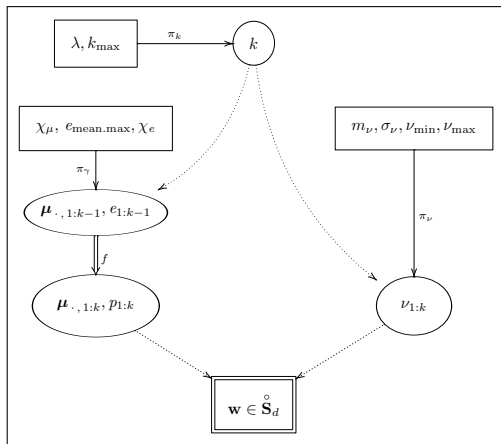 λ, k_max
π_k
k
χ_μ, e_mean.max, χ_e
m_ν, σ_ν, ν_min, ν_max
π_γ
π_ν
𝛍_{·,1:k−1}, e_{1:k−1}
f
𝛍_{·,1:k}, p_{1:k}
ν_{1:k}
𝐰 ∈ 𝐒̊_d